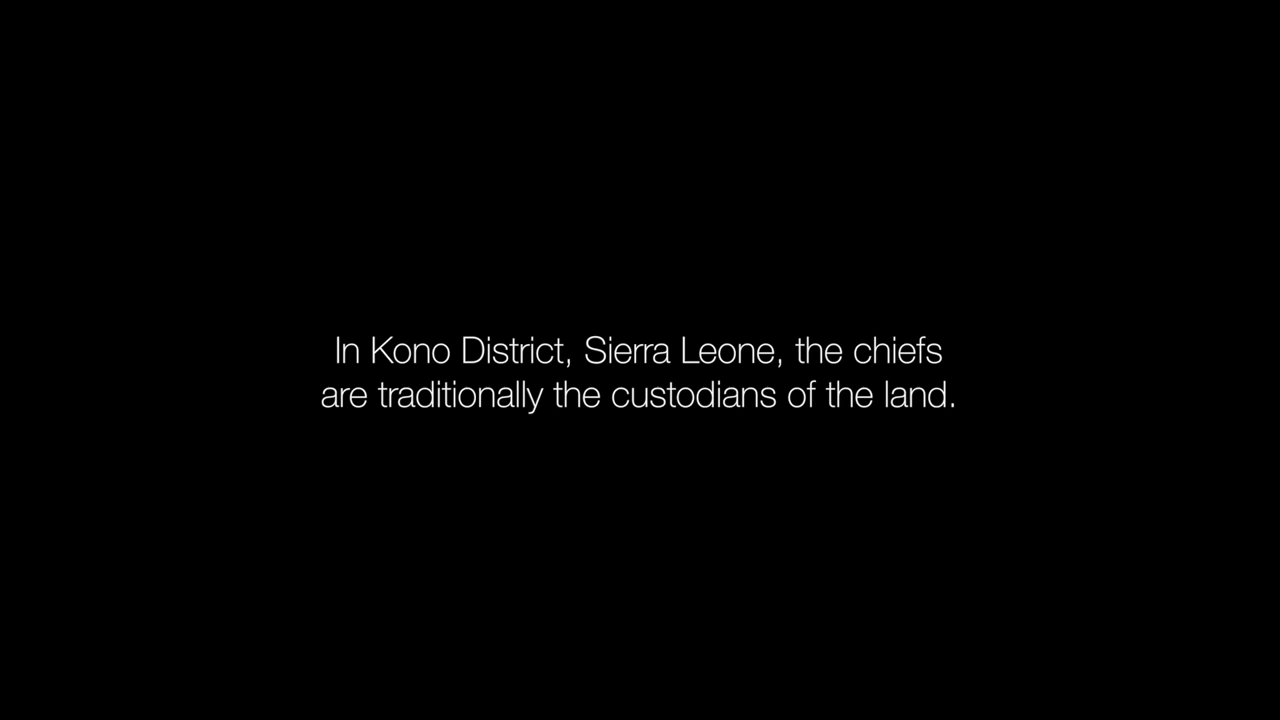 In Kono District, Sierra Leone, the chiefs
are traditionally the custodians of the land.